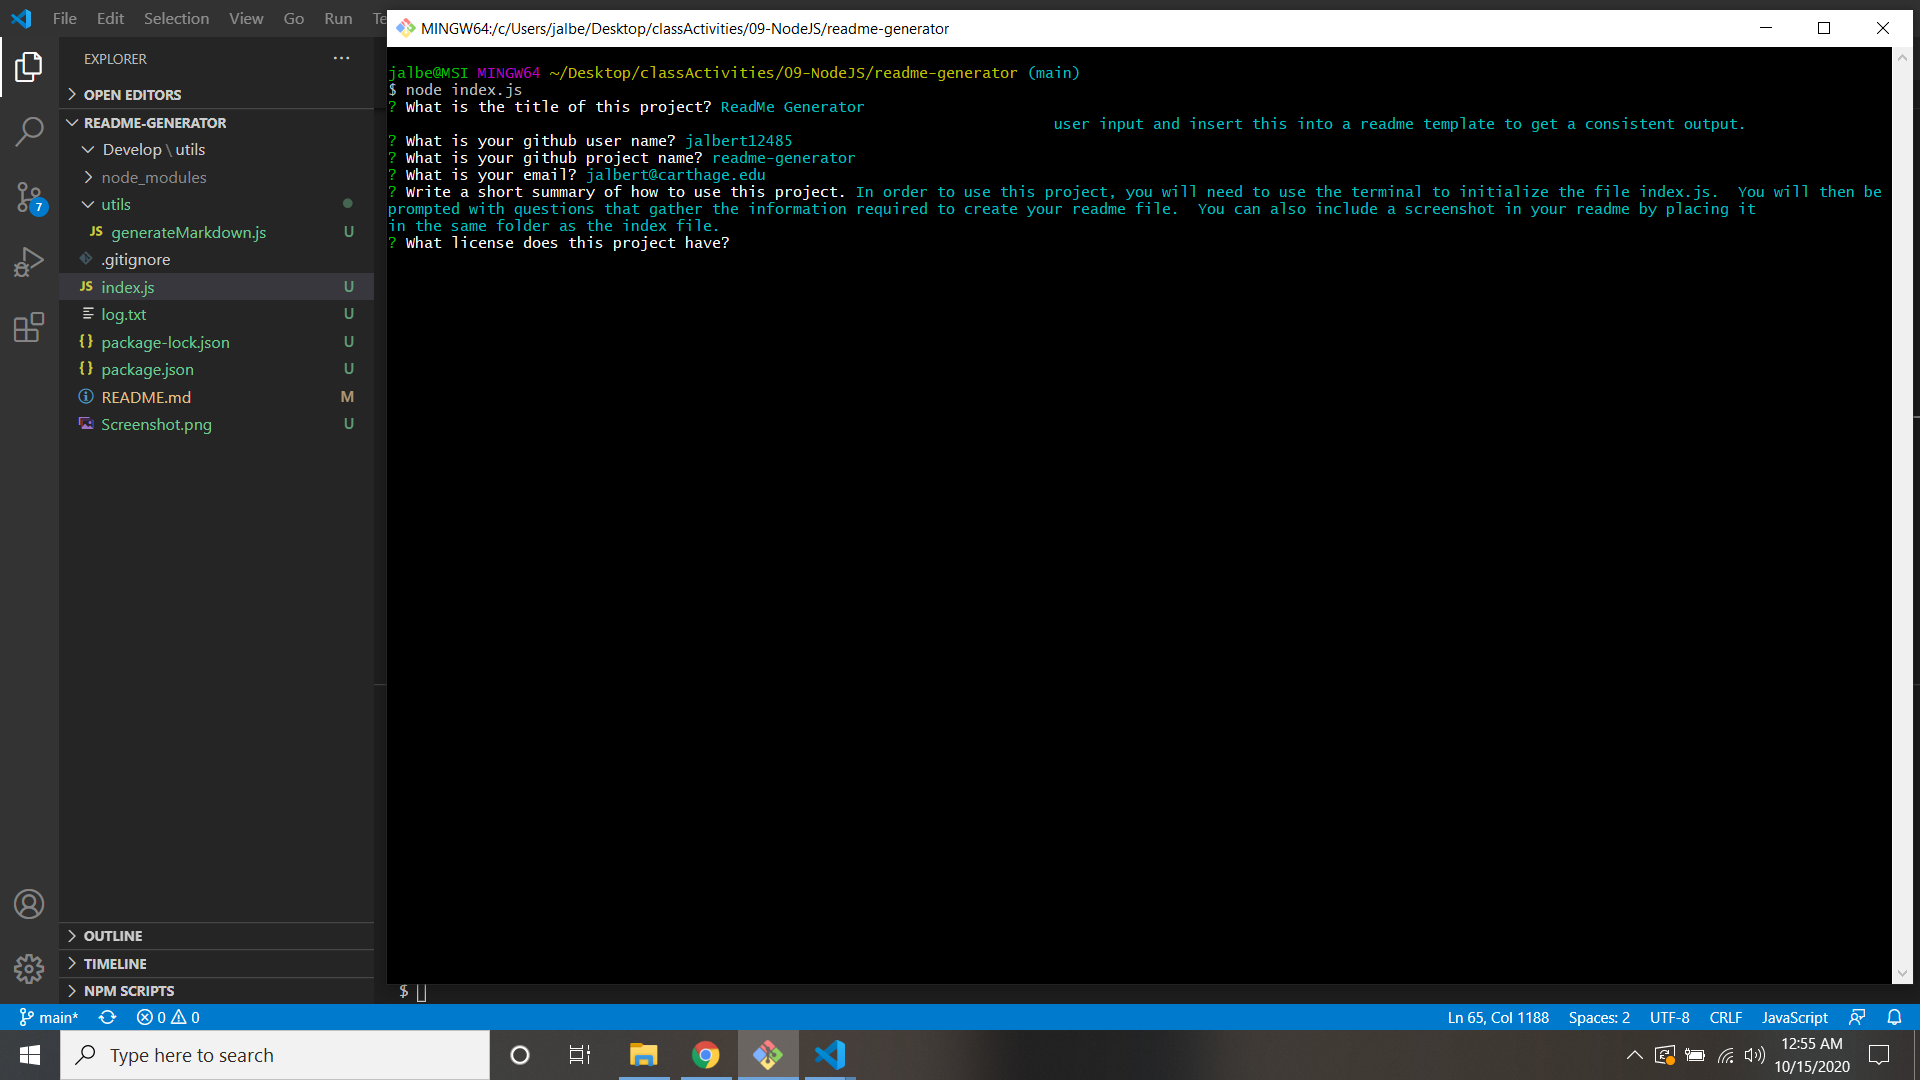 File Edit Selection View Go Run Te
MINGW64:/c/Users/jalbe/Desktop/classActivities/09-NodeJS/readme-generator
EXPLORER
OPEN EDITORS
README-GENERATOR
Develop \ utils
node_modules
utils
JS generateMarkdown.js U
.gitignore
JS index.js U
log.txt U
{} package-lock.json U
{} package.json U
README.md M
Screenshot.png U
7
OUTLINE
TIMELINE
NPM SCRIPTS
jalbe@MSI MINGW64 ~/Desktop/classActivities/09-NodeJS/readme-generator (main)
$ node index.js
? What is the title of this project? ReadMe Generator
user input and insert this into a readme template to get a consistent output.
? What is your github user name? jalbert12485
? What is your github project name? readme-generator
? What is your email? jalbert@carthage.edu
? Write a short summary of how to use this project. In order to use this project, you will need to use the terminal to initialize the file index.js.  You will then be
prompted with questions that gather the information required to create your readme file.  You can also include a screenshot in your readme by placing it
in the same folder as the index file.
? What license does this project have?
$
main* 0 0 Ln 65, Col 1188 Spaces: 2 UTF-8 CRLF JavaScript
Type here to search
12:55 AM
10/15/2020